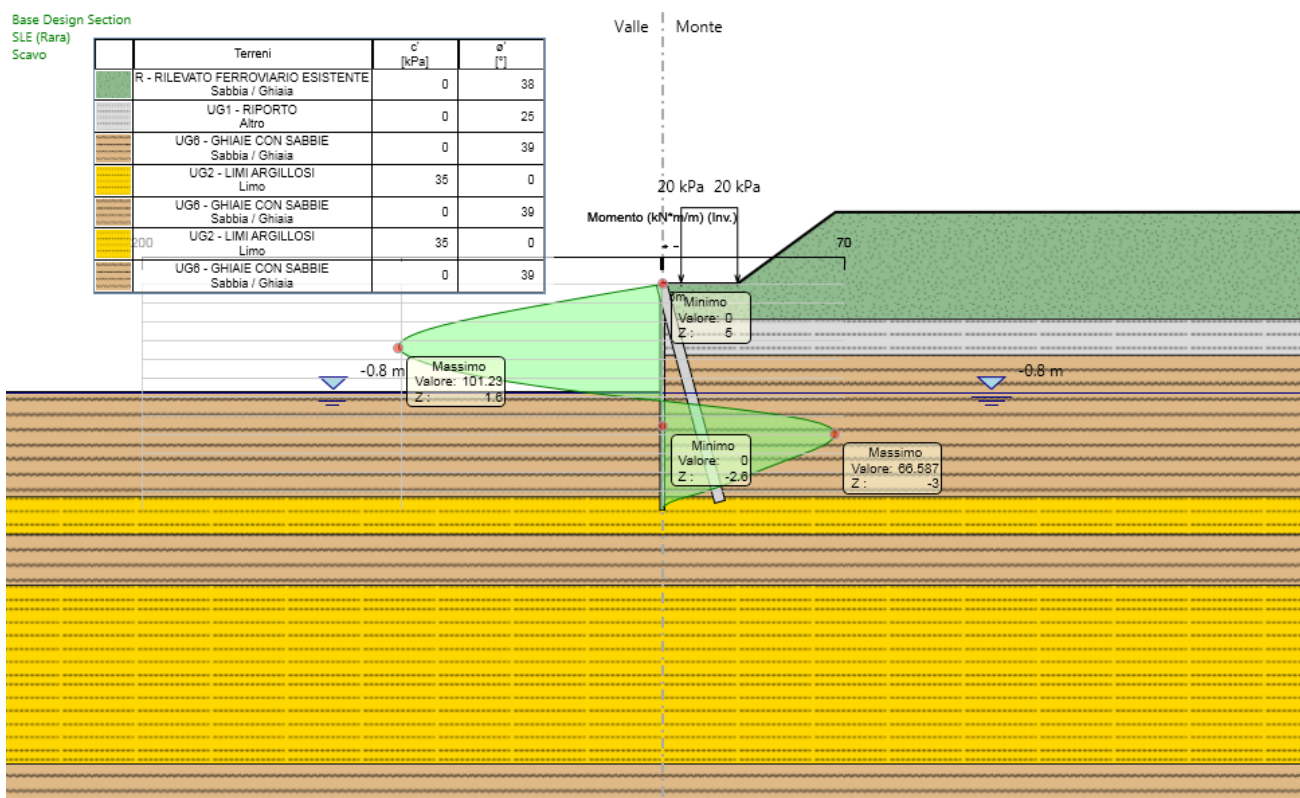 Base Design Section
SLE (Rara)
Scavo
Terreni c' [kPa] ø' [°]
R - RILEVATO FERROVIARIO ESISTENTE
Sabbia / Ghiaia 0 38
UG1 - RIPORTO
Altro 0 25
UG6 - GHIAIE CON SABBIE
Sabbia / Ghiaia 0 39
UG2 - LIMI ARGILLOSI
Limo 35 0
UG6 - GHIAIE CON SABBIE
Sabbia / Ghiaia 0 39
UG2 - LIMI ARGILLOSI
Limo 35 0
UG6 - GHIAIE CON SABBIE
Sabbia / Ghiaia 0 39
Valle Monte
20 kPa 20 kPa
Momento (kN*m/m) (Inv.)
200 70
Minimo
Valore: 0
Z : 5
-0.8 m
Massimo
Valore: 101.23
Z : 1.6
-0.8 m
Minimo
Valore: 0
Z : -2.6
Massimo
Valore: 66.587
Z : -3